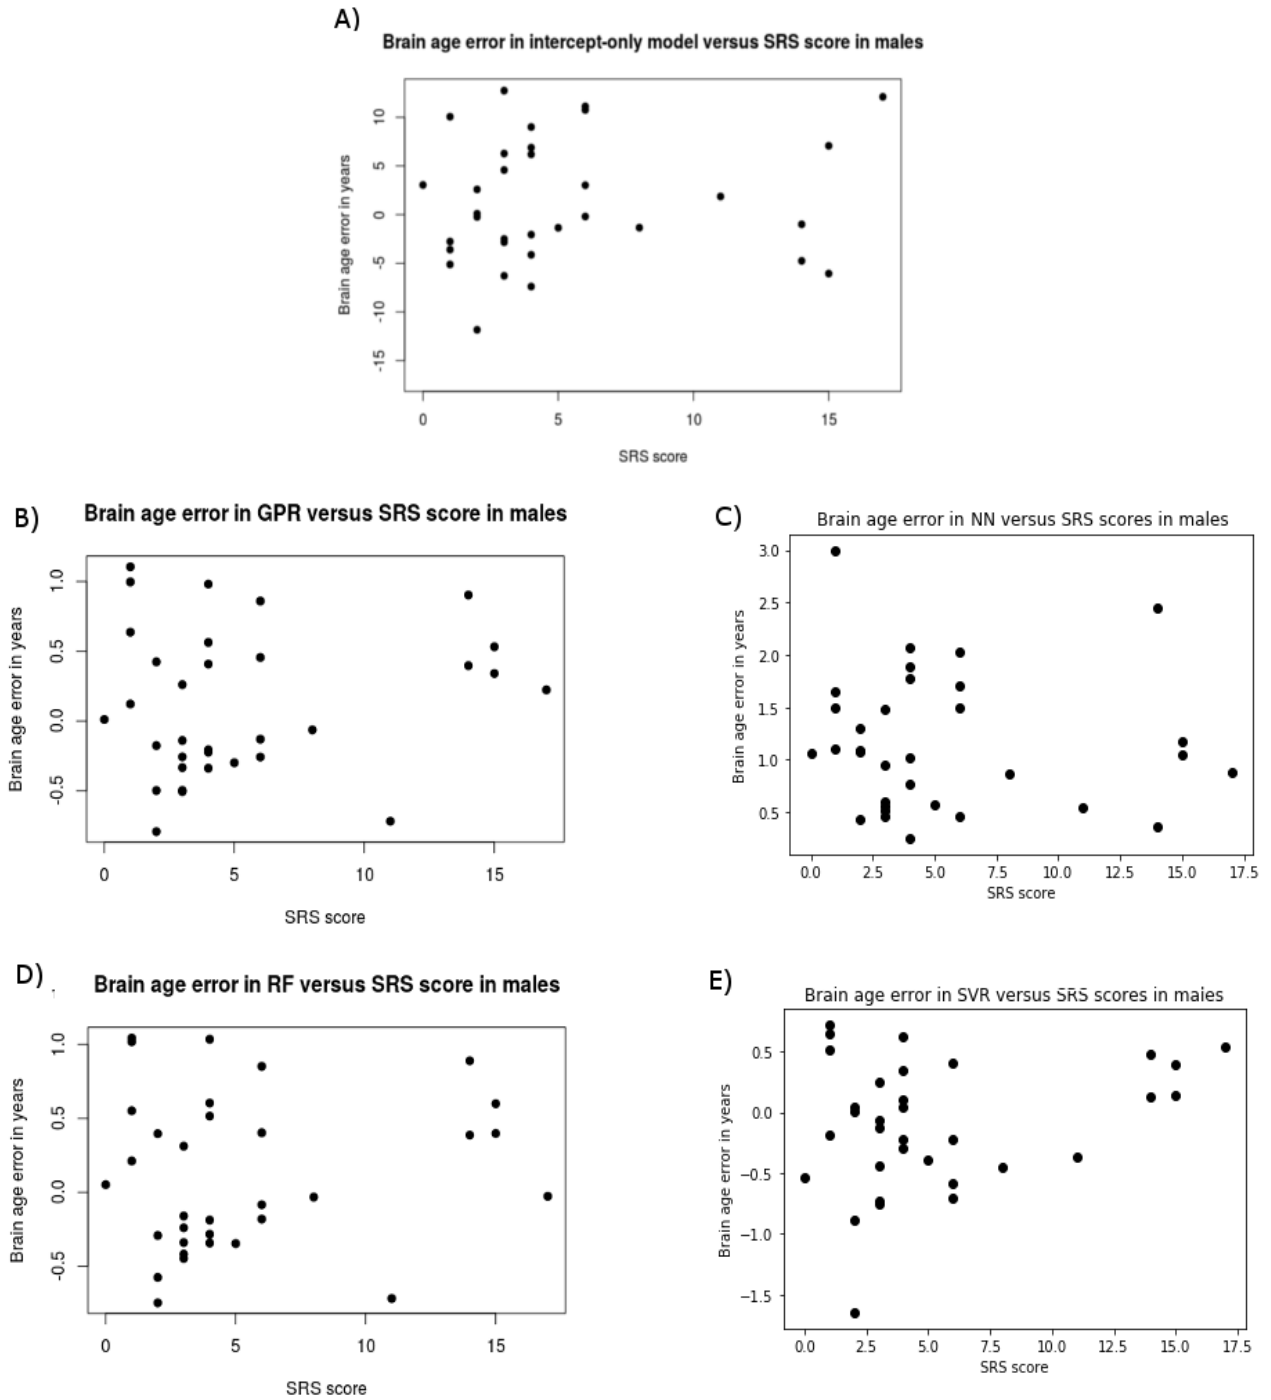 A)
Brain age error in intercept-only model versus SRS score in males
Brain age error in years
10
5
0
-5
-10
-15
0 5 10 15
SRS score
B)
Brain age error in GPR versus SRS score in males
Brain age error in years
1.0
0.5
0.0
-0.5
0 5 10 15
SRS score
C)
Brain age error in NN versus SRS scores in males
Brain age error in years
3.0
2.5
2.0
1.5
1.0
0.5
0.0 2.5 5.0 7.5 10.0 12.5 15.0 17.5
SRS score
D)
Brain age error in RF versus SRS score in males
Brain age error in years
1.0
0.5
0.0
-0.5
0 5 10 15
SRS score
E)
Brain age error in SVR versus SRS scores in males
Brain age error in years
0.5
0.0
−0.5
−1.0
−1.5
0.0 2.5 5.0 7.5 10.0 12.5 15.0 17.5
SRS score